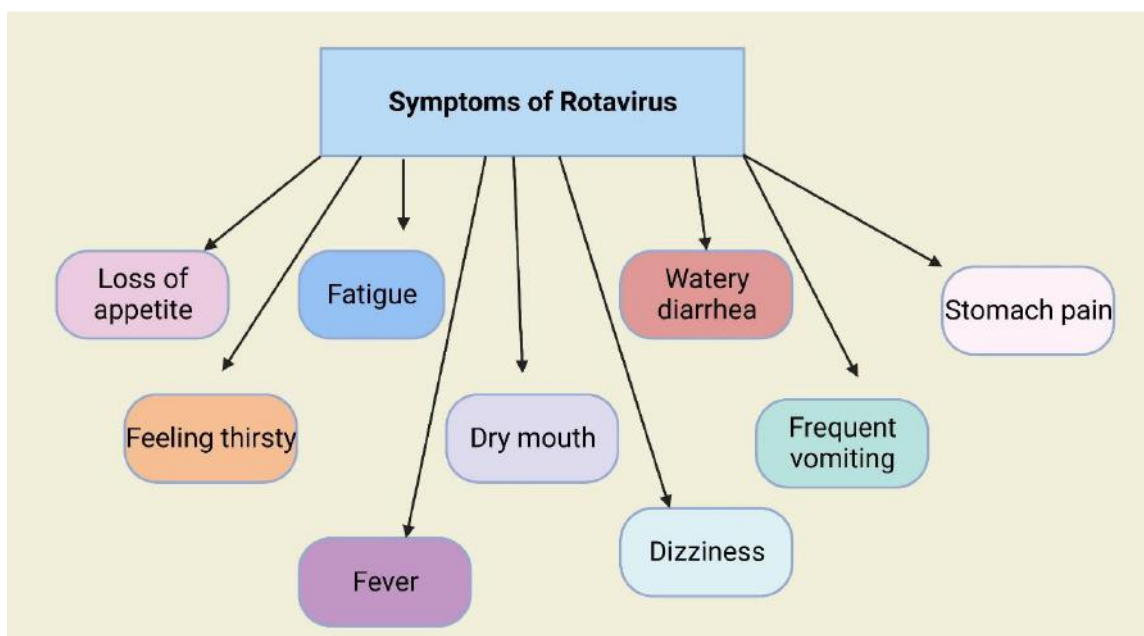 Symptoms of Rotavirus
Loss of
appetite
Fatigue
Watery
diarrhea
Stomach pain
Feeling thirsty
Dry mouth
Frequent
vomiting
Fever
Dizziness